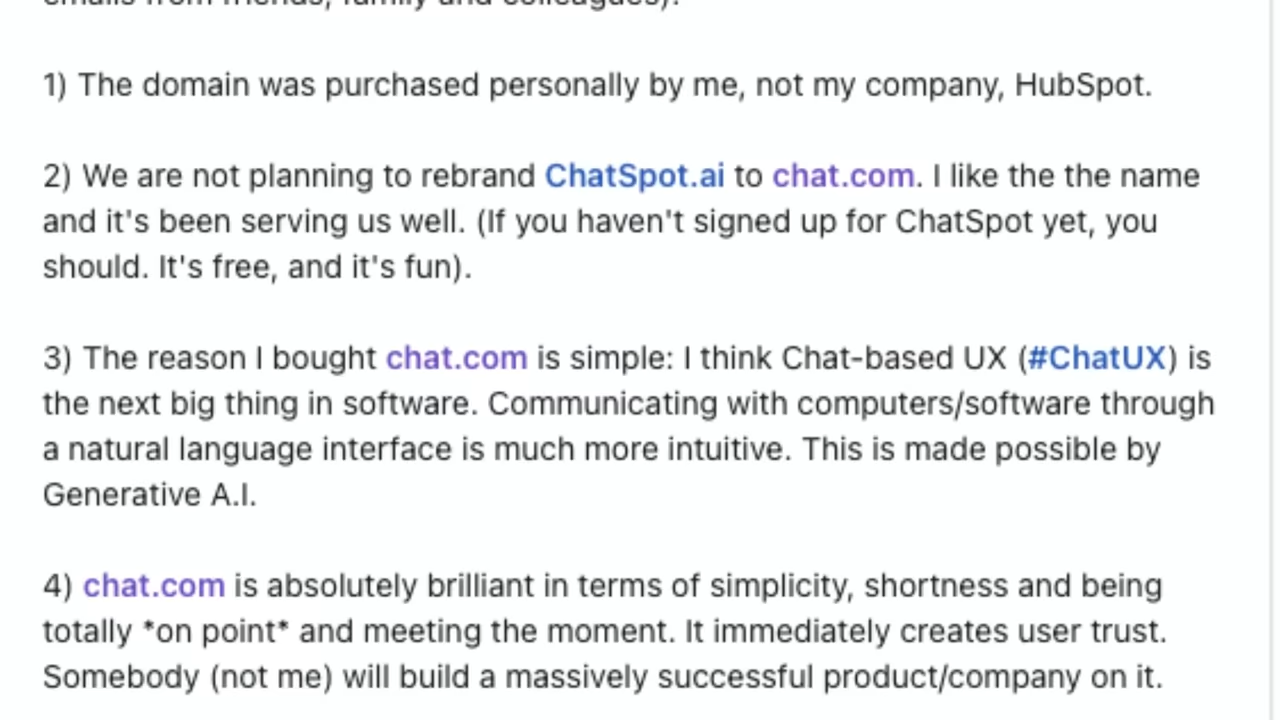 emails from friends, family and colleagues).
1) The domain was purchased personally by me, not my company, HubSpot.
2) We are not planning to rebrand ChatSpot.ai to chat.com. I like the the name
and it's been serving us well. (If you haven't signed up for ChatSpot yet, you
should. It's free, and it's fun).
3) The reason I bought chat.com is simple: I think Chat-based UX (#ChatUX) is
the next big thing in software. Communicating with computers/software through
a natural language interface is much more intuitive. This is made possible by
Generative A.I.
4) chat.com is absolutely brilliant in terms of simplicity, shortness and being
totally *on point* and meeting the moment. It immediately creates user trust.
Somebody (not me) will build a massively successful product/company on it.